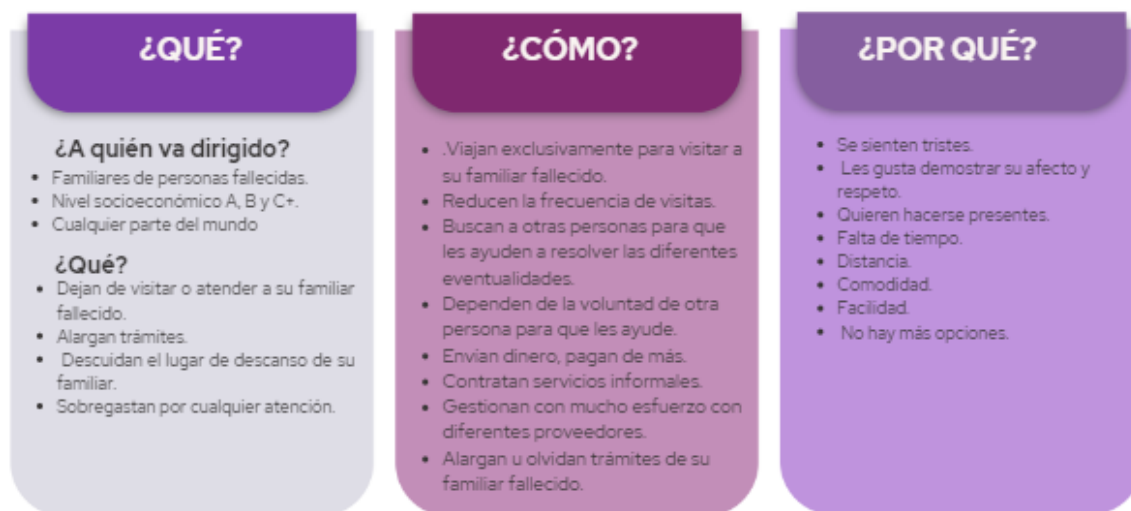 ¿QUÉ?
¿A quién va dirigido?
• Familiares de personas fallecidas.
• Nivel socioeconómico A, B y C+.
• Cualquier parte del mundo
¿Qué?
• Dejan de visitar o atender a su familiar
fallecido.
• Alargan trámites.
• Descuidan el lugar de descanso de su
familiar.
• Sobregastan por cualquier atención.
¿CÓMO?
• .Viajan exclusivamente para visitar a
su familiar fallecido.
• Reducen la frecuencia de visitas.
• Buscan a otras personas para que
les ayuden a resolver las diferentes
eventualidades.
• Dependen de la voluntad de otra
persona para que les ayude.
• Envían dinero, pagan de más.
• Contratan servicios informales.
• Gestionan con mucho esfuerzo con
diferentes proveedores.
• Alargan u olvidan trámites de su
familiar fallecido.
¿POR QUÉ?
• Se sienten tristes.
• Les gusta demostrar su afecto y
respeto.
• Quieren hacerse presentes.
• Falta de tiempo.
• Distancia.
• Comodidad.
• Facilidad.
• No hay más opciones.